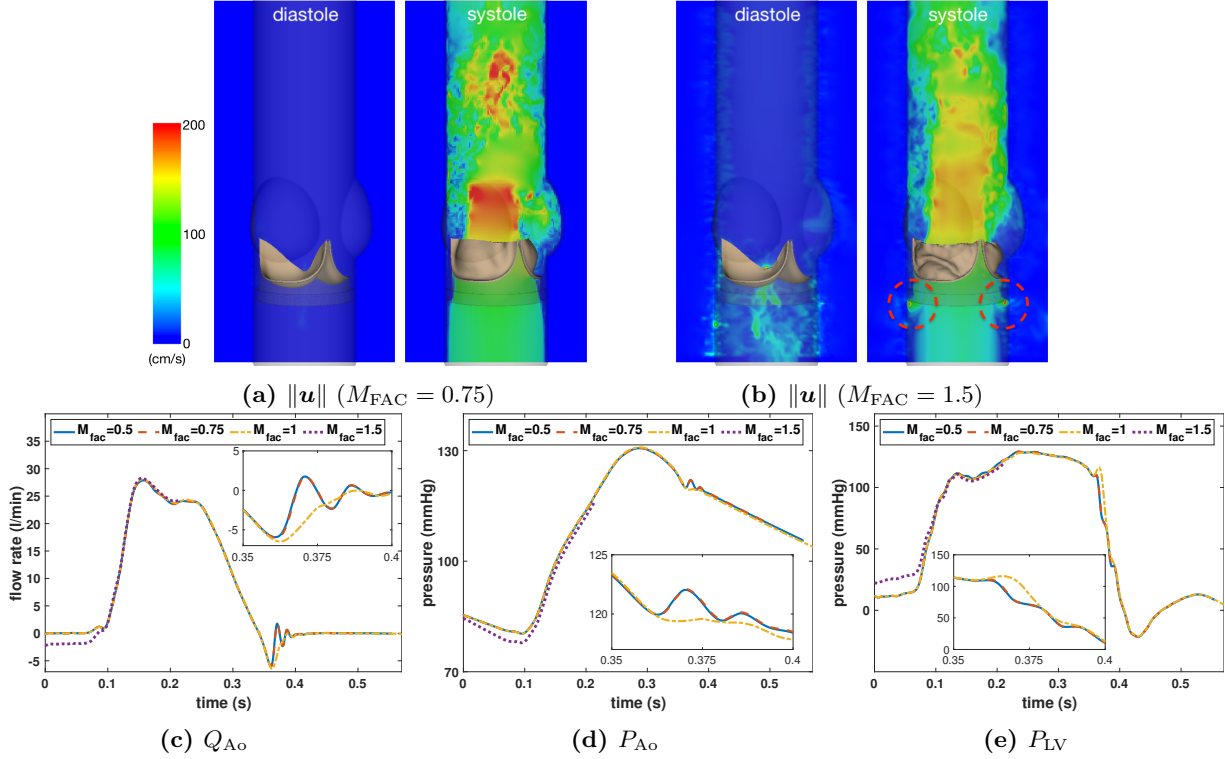 diastole systole diastole systole
200
100
0
(cm/s)
(a) ‖u‖ (M_FAC = 0.75) (b) ‖u‖ (M_FAC = 1.5)
M_fac=0.5 M_fac=0.75 M_fac=1 M_fac=1.5
35
30
25
20
15
10
5
0
-5
flow rate (l/min)
0 0.1 0.2 0.3 0.4 0.5
time (s)
5
0
-5
0.35 0.375 0.4
(c) Q_Ao
M_fac=0.5 M_fac=0.75 M_fac=1 M_fac=1.5
130
100
70
pressure (mmHg)
0 0.1 0.2 0.3 0.4 0.5
time (s)
125
120
115
0.35 0.375 0.4
(d) P_Ao
M_fac=0.5 M_fac=0.75 M_fac=1 M_fac=1.5
150
100
50
0
pressure (mmHg)
0 0.1 0.2 0.3 0.4 0.5
time (s)
150
100
50
0
0.35 0.375 0.4
(e) P_LV